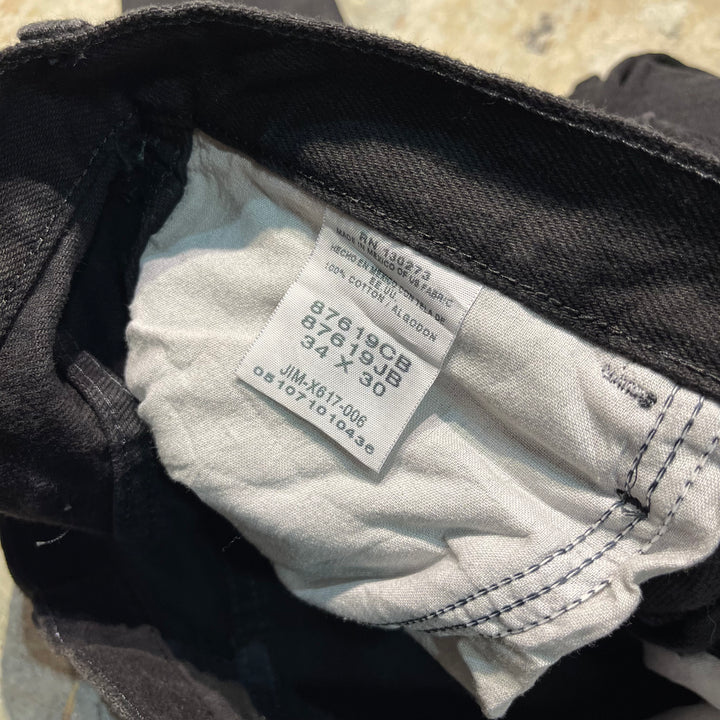 RN 130273
MADE IN MEXICO OF US FABRIC
HECHO EN MEXICO CON TELA DE
EE.UU.
100% COTTON / ALGODON
87619CB
87619JB
34 X 30
JIM-X617-006
051071010436